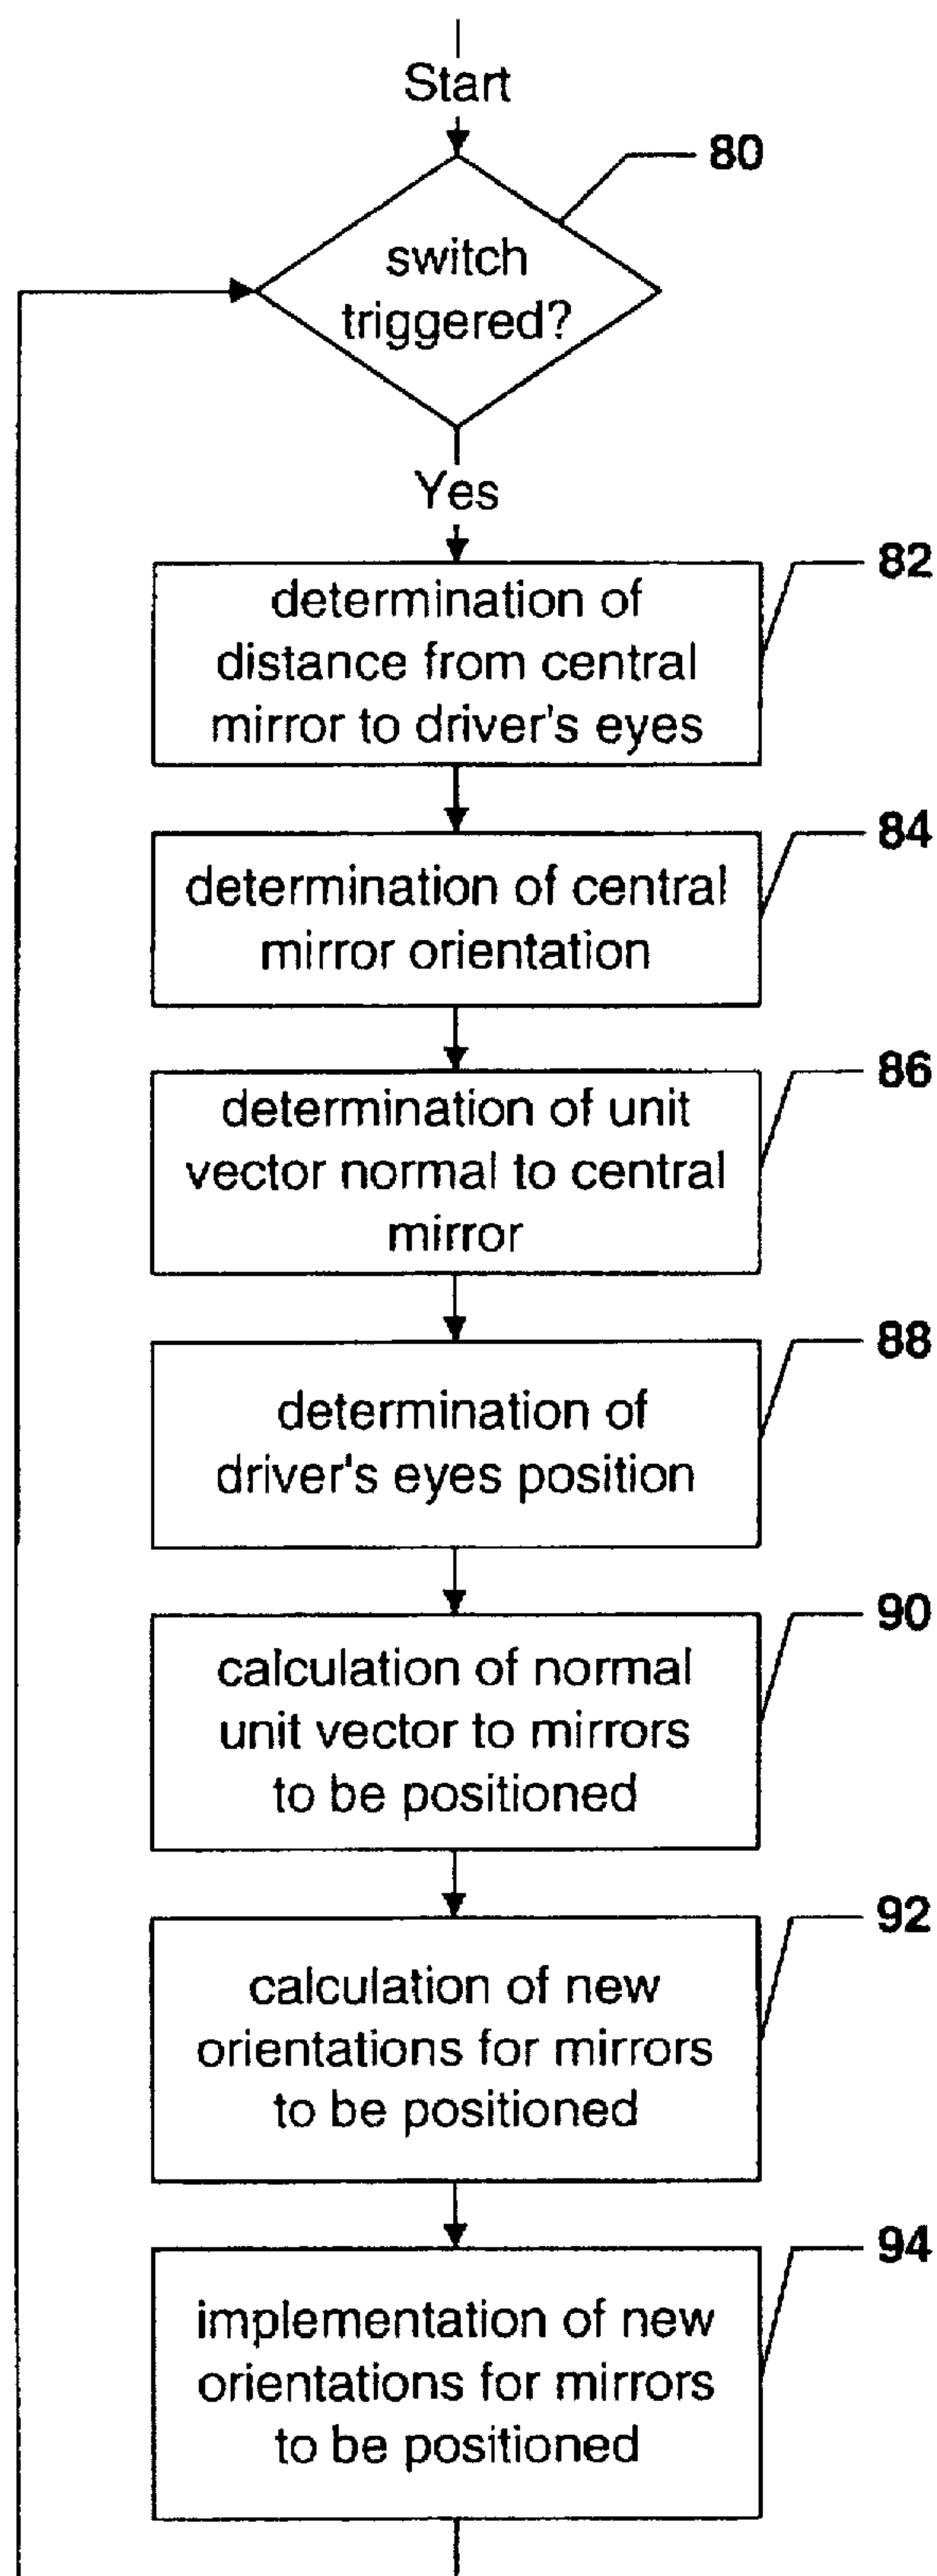 Start
80
switch
triggered?
Yes
82
determination of
distance from central
mirror to driver's eyes
84
determination of central
mirror orientation
86
determination of unit
vector normal to central
mirror
88
determination of
driver's eyes position
90
calculation of normal
unit vector to mirrors
to be positioned
92
calculation of new
orientations for mirrors
to be positioned
94
implementation of new
orientations for mirrors
to be positioned